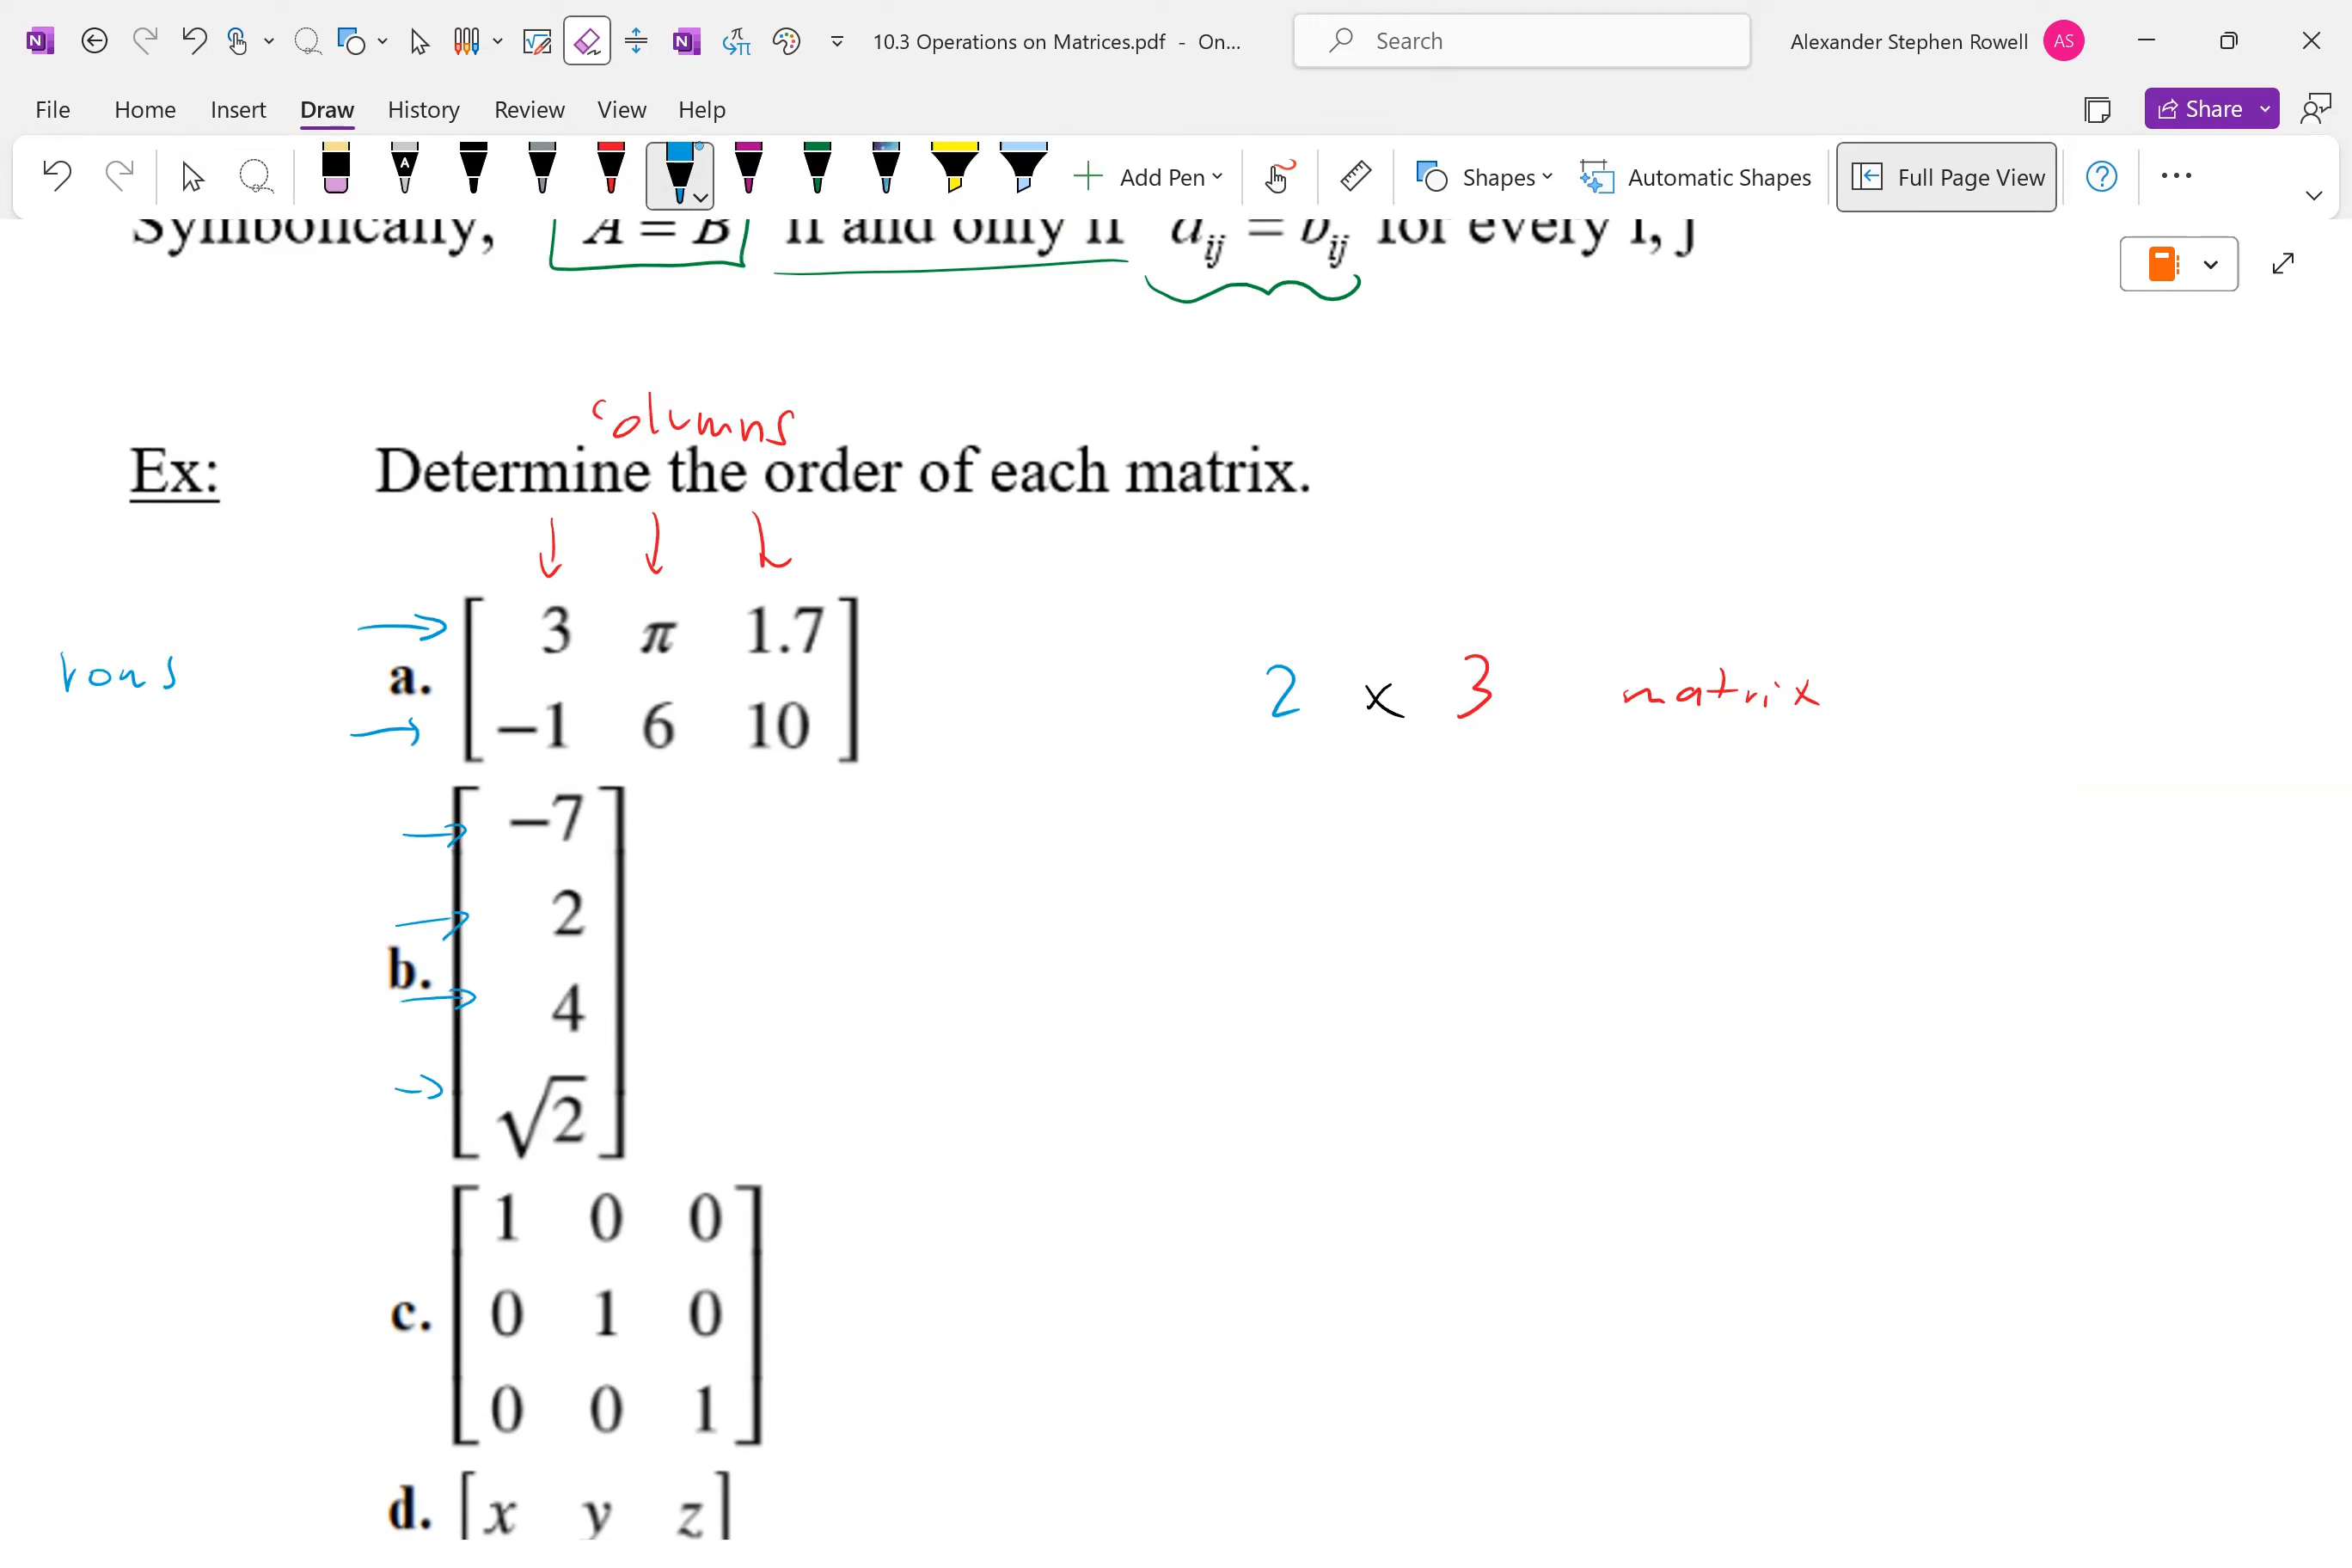 10.3 Operations on Matrices.pdf - On...
Search
Alexander Stephen Rowell
AS
File Home Insert Draw History Review View Help
Share
A
Add Pen
Shapes
Automatic Shapes
Full Page View
Symbolically, A = B if and only if aij = bij for every i, j
columns
Ex: Determine the order of each matrix.
rows
a. [ 3 π 1.7
−1 6 10 ]
2 x 3 matrix
b. [ −7
2
4
√2 ]
c. [ 1 0 0
0 1 0
0 0 1 ]
d. [ x y z ]